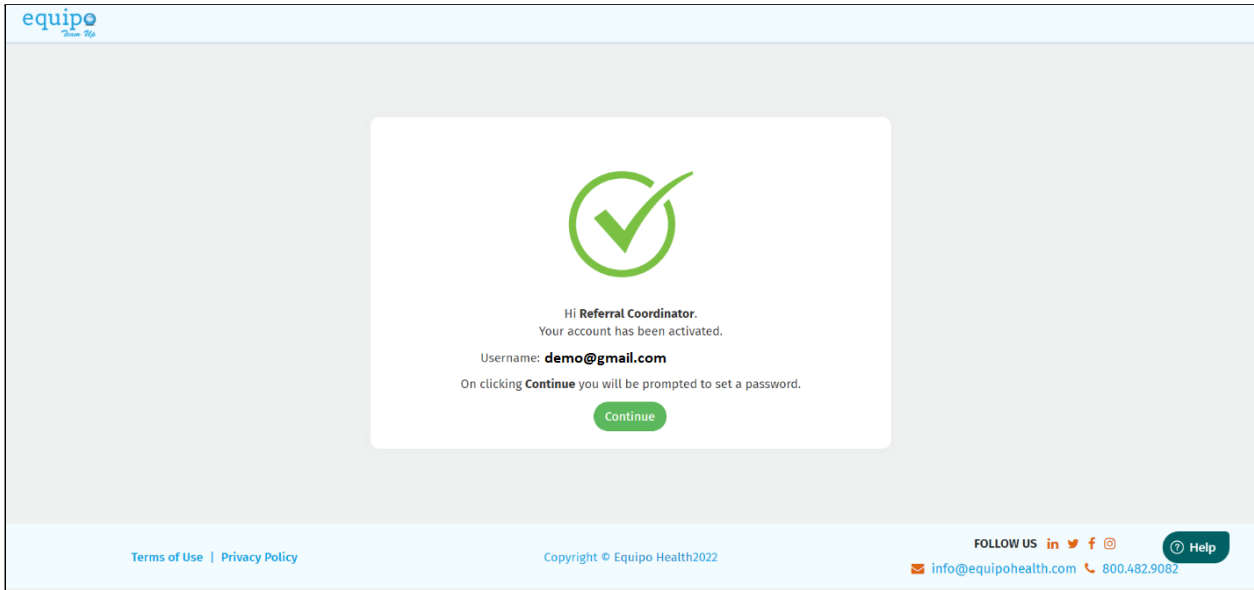 equipo
Team Up
Hi Referral Coordinator.
Your account has been activated.
Username: demo@gmail.com
On clicking Continue you will be prompted to set a password.
Continue
Terms of Use | Privacy Policy
Copyright © Equipo Health2022
FOLLOW US in f
? Help
info@equipohealth.com 800.482.9082